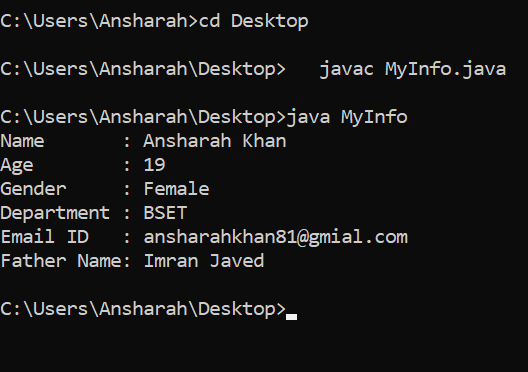 C:\Users\Ansharah>cd Desktop
C:\Users\Ansharah\Desktop>   javac MyInfo.java
C:\Users\Ansharah\Desktop>java MyInfo
Name       : Ansharah Khan
Age        : 19
Gender     : Female
Department : BSET
Email ID   : ansharahkhan81@gmial.com
Father Name: Imran Javed
C:\Users\Ansharah\Desktop>